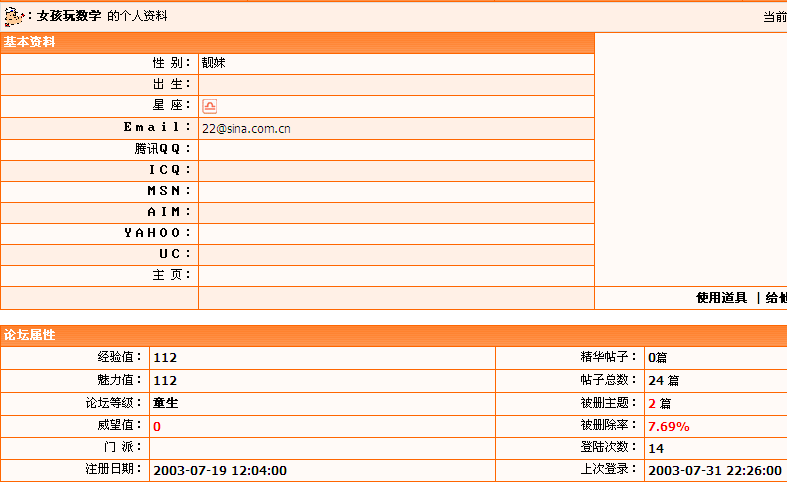 ：女孩玩数学 的个人资料 当前
基本资料
性 别： 靓妹
出 生：
星 座：
Email： 22@sina.com.cn
腾讯QQ：
ICQ：
MSN：
AIM：
YAHOO：
UC：
主 页：
使用道具 | 给他
论坛属性
经验值： 112 精华帖子： 0篇
魅力值： 112 帖子总数： 24 篇
论坛等级： 童生 被删主题： 2 篇
威望值： 0 被删除率： 7.69%
门 派： 登陆次数： 14
注册日期： 2003-07-19 12:04:00 上次登录： 2003-07-31 22:26:00